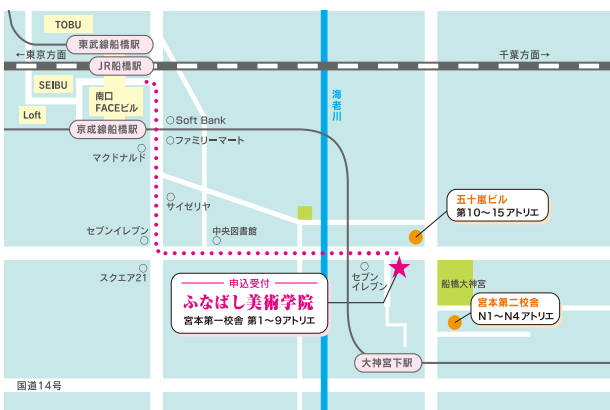 TOBU
東武線船橋駅
←東京方面
千葉方面→
JR船橋駅
SEIBU
南口
FACEビル
Loft
海老川
京成線船橋駅
Soft Bank
ファミリーマート
マクドナルド
サイゼリヤ
五十嵐ビル
第10〜15アトリエ
セブンイレブン
中央図書館
スクエア21
申込受付
ふなばし美術学院
宮本第一校舎 第1〜9アトリエ
セブン
イレブン
船橋大神宮
宮本第二校舎
N1〜N4アトリエ
大神宮下駅
国道14号